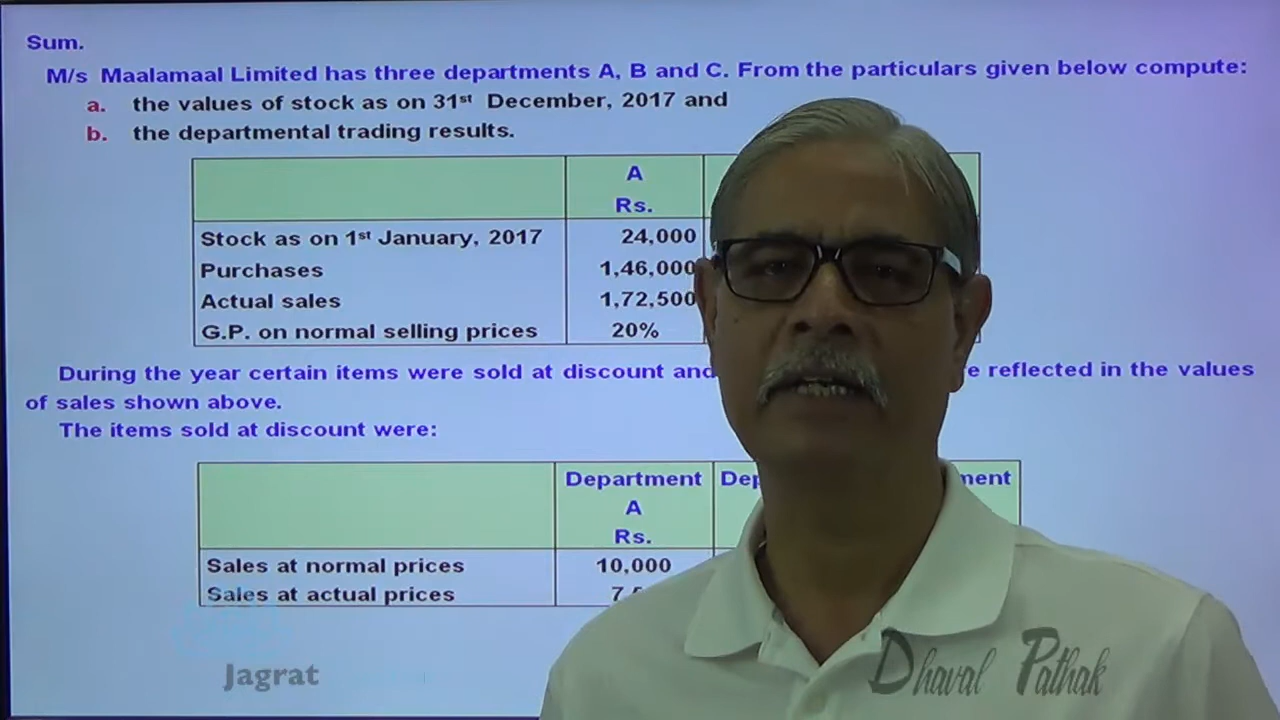 Sum.
M/s Maalamaal Limited has three departments A, B and C. From the particulars given below compute:
a. the values of stock as on 31st December, 2017 and
b. the departmental trading results.
A
Rs.
Stock as on 1st January, 2017 24,000
Purchases 1,46,000
Actual sales 1,72,500
G.P. on normal selling prices 20%
During the year certain items were sold at discount and reflected in the values
of sales shown above.
The items sold at discount were:
Department
A
Rs.
Sales at normal prices 10,000
Sales at actual prices
Jagrat
Dhaval Pathak